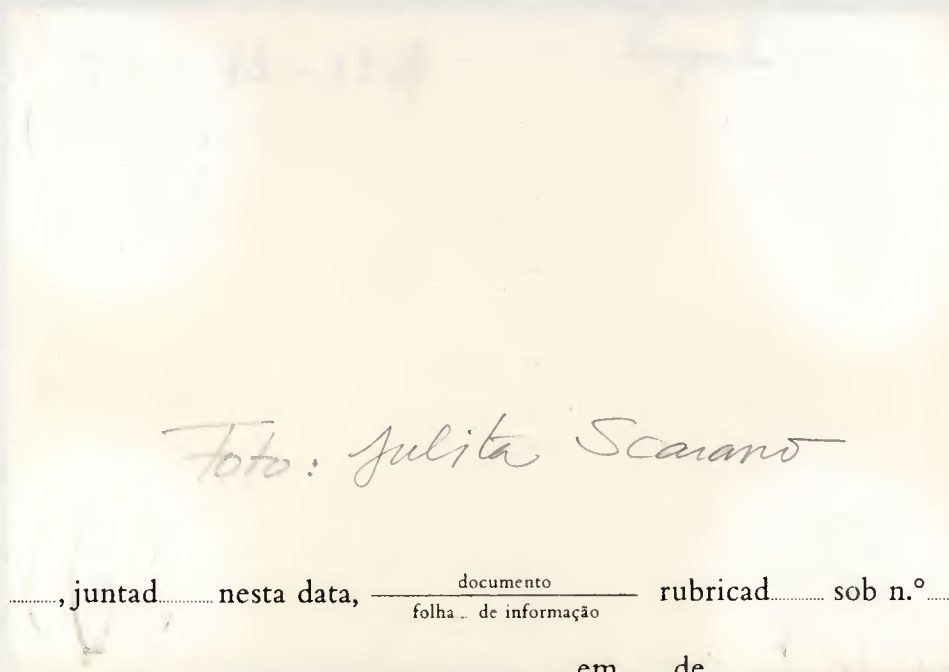 Foto: Julita Scarano
........, juntad........ nesta data, documento rubricad........ sob n.º.....
folha .. de informação
em de